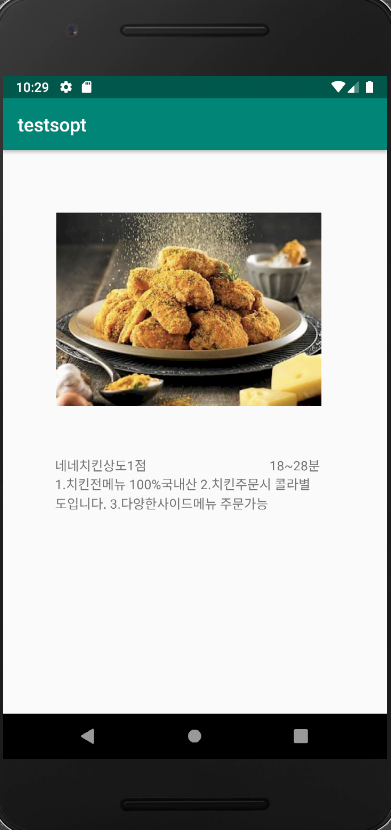 10:29
testsopt
네네치킨상도1점 18~28분
1.치킨전메뉴 100%국내산 2.치킨주문시 콜라별
도입니다. 3.다양한사이드메뉴 주문가능